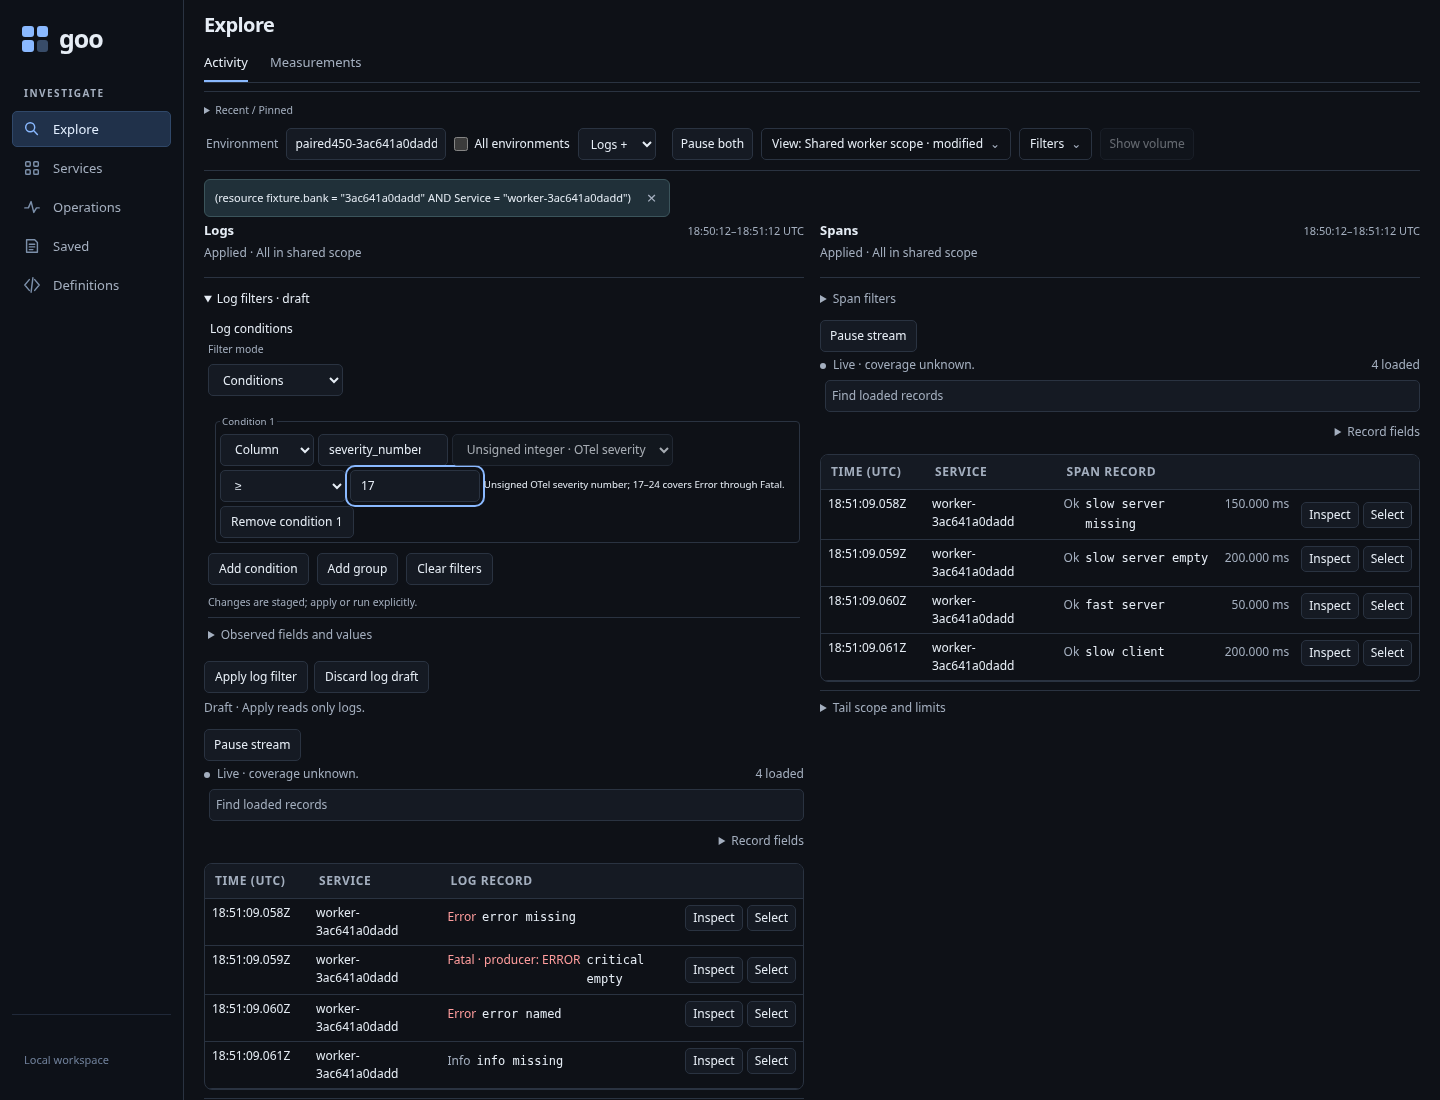 goo
INVESTIGATE
Explore
Services
Operations
Saved
Definitions
Local workspace
Explore
Activity Measurements
Recent / Pinned
Environment paired450-3ac641a0dadd All environments Logs + Pause both View: Shared worker scope · modified Filters Show volume
(resource fixture.bank = "3ac641a0dadd" AND Service = "worker-3ac641a0dadd") ×
Logs 18:50:12–18:51:12 UTC
Applied · All in shared scope
Log filters · draft
Log conditions
Filter mode
Conditions
Condition 1
Column severity_number Unsigned integer · OTel severity
≥ 17 Unsigned OTel severity number; 17–24 covers Error through Fatal.
Remove condition 1
Add condition Add group Clear filters
Changes are staged; apply or run explicitly.
Observed fields and values
Apply log filter Discard log draft
Draft · Apply reads only logs.
Pause stream
Live · coverage unknown. 4 loaded
Find loaded records
Record fields
TIME (UTC) SERVICE LOG RECORD
18:51:09.058Z worker- Error error missing Inspect Select
3ac641a0dadd
18:51:09.059Z worker- Fatal · producer: ERROR critical Inspect Select
3ac641a0dadd empty
18:51:09.060Z worker- Error error named Inspect Select
3ac641a0dadd
18:51:09.061Z worker- Info info missing Inspect Select
3ac641a0dadd
Spans 18:50:12–18:51:12 UTC
Applied · All in shared scope
Span filters
Pause stream
Live · coverage unknown. 4 loaded
Find loaded records
Record fields
TIME (UTC) SERVICE SPAN RECORD
18:51:09.058Z worker- Ok slow server 150.000 ms Inspect Select
3ac641a0dadd missing
18:51:09.059Z worker- Ok slow server empty 200.000 ms Inspect Select
3ac641a0dadd
18:51:09.060Z worker- Ok fast server 50.000 ms Inspect Select
3ac641a0dadd
18:51:09.061Z worker- Ok slow client 200.000 ms Inspect Select
3ac641a0dadd
Tail scope and limits